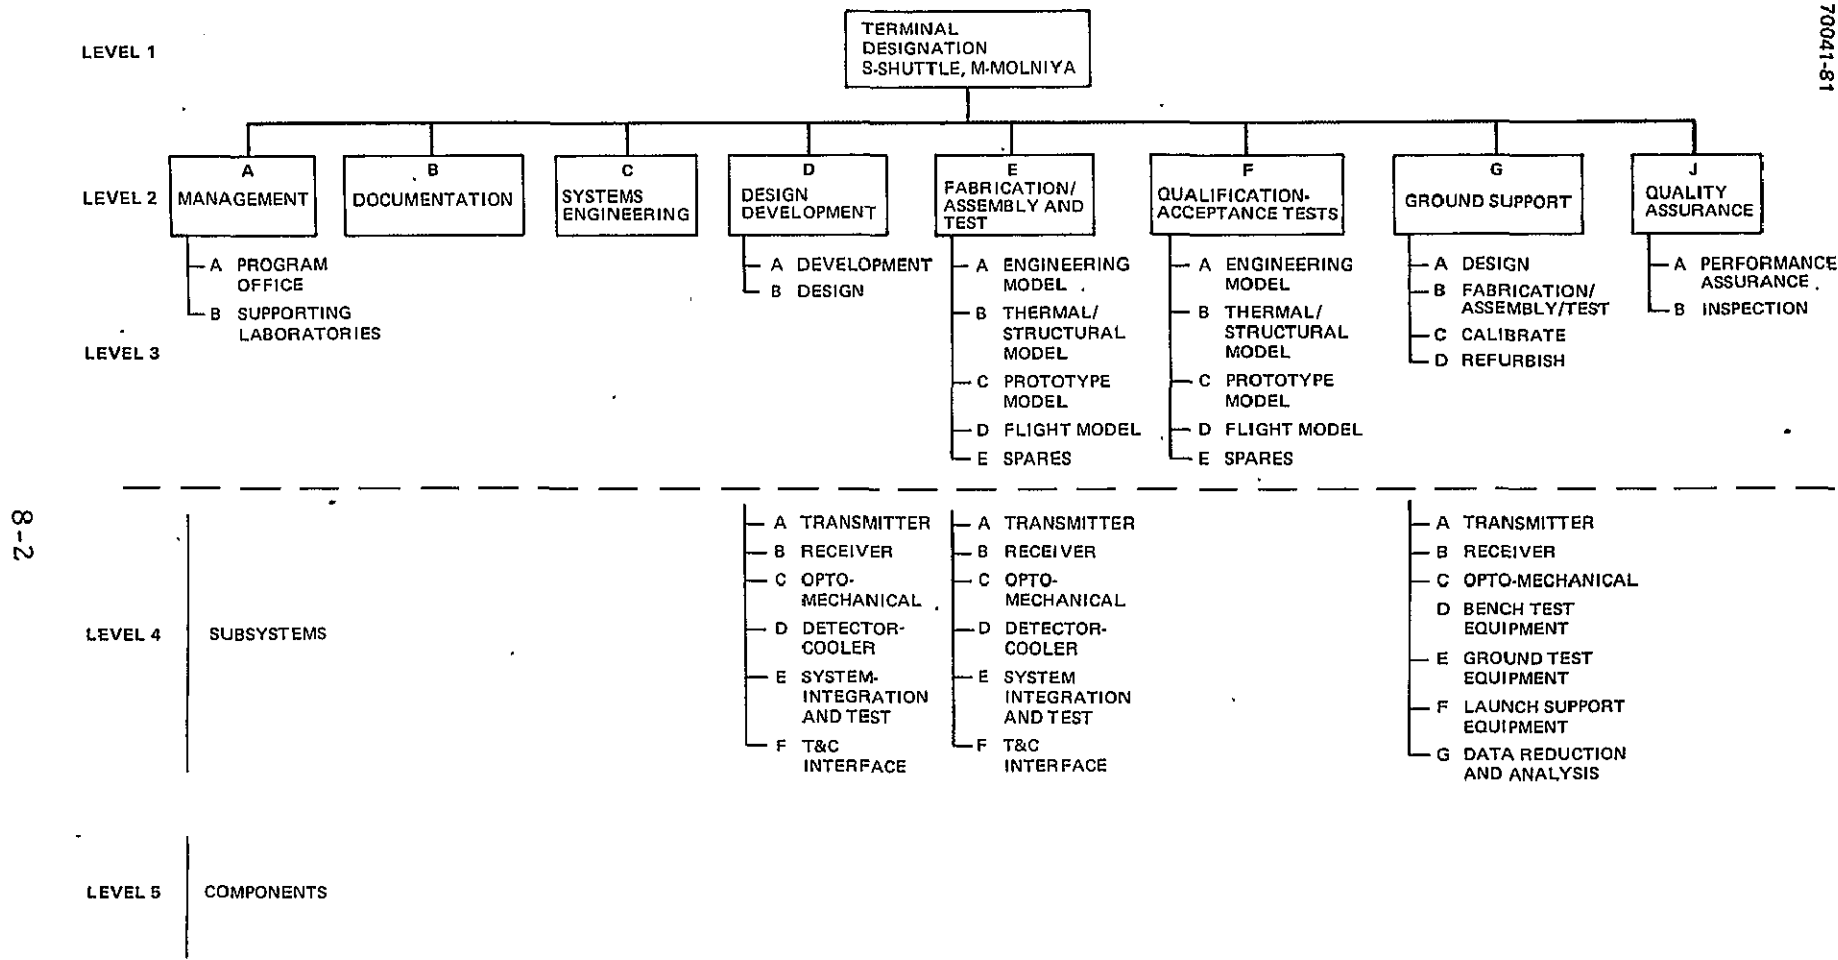 70041-81
LEVEL 1
TERMINAL
DESIGNATION
S-SHUTTLE, M-MOLNIYA
LEVEL 2
A
MANAGEMENT
B
DOCUMENTATION
C
SYSTEMS
ENGINEERING
D
DESIGN
DEVELOPMENT
E
FABRICATION/
ASSEMBLY AND
TEST
F
QUALIFICATION-
ACCEPTANCE TESTS
G
GROUND SUPPORT
J
QUALITY
ASSURANCE
LEVEL 3
A PROGRAM
OFFICE
B SUPPORTING
LABORATORIES
A DEVELOPMENT
B DESIGN
A ENGINEERING
MODEL
B THERMAL/
STRUCTURAL
MODEL
C PROTOTYPE
MODEL
D FLIGHT MODEL
E SPARES
A ENGINEERING
MODEL
B THERMAL/
STRUCTURAL
MODEL
C PROTOTYPE
MODEL
D FLIGHT MODEL
E SPARES
A DESIGN
B FABRICATION/
ASSEMBLY/TEST
C CALIBRATE
D REFURBISH
A PERFORMANCE
ASSURANCE
B INSPECTION
8-2
LEVEL 4
SUBSYSTEMS
A TRANSMITTER
B RECEIVER
C OPTO-
MECHANICAL
D DETECTOR-
COOLER
E SYSTEM-
INTEGRATION
AND TEST
F T&C
INTERFACE
A TRANSMITTER
B RECEIVER
C OPTO-
MECHANICAL
D DETECTOR-
COOLER
E SYSTEM
INTEGRATION
AND TEST
F T&C
INTERFACE
A TRANSMITTER
B RECEIVER
C OPTO-MECHANICAL
D BENCH TEST
EQUIPMENT
E GROUND TEST
EQUIPMENT
F LAUNCH SUPPORT
EQUIPMENT
G DATA REDUCTION
AND ANALYSIS
LEVEL 5
COMPONENTS